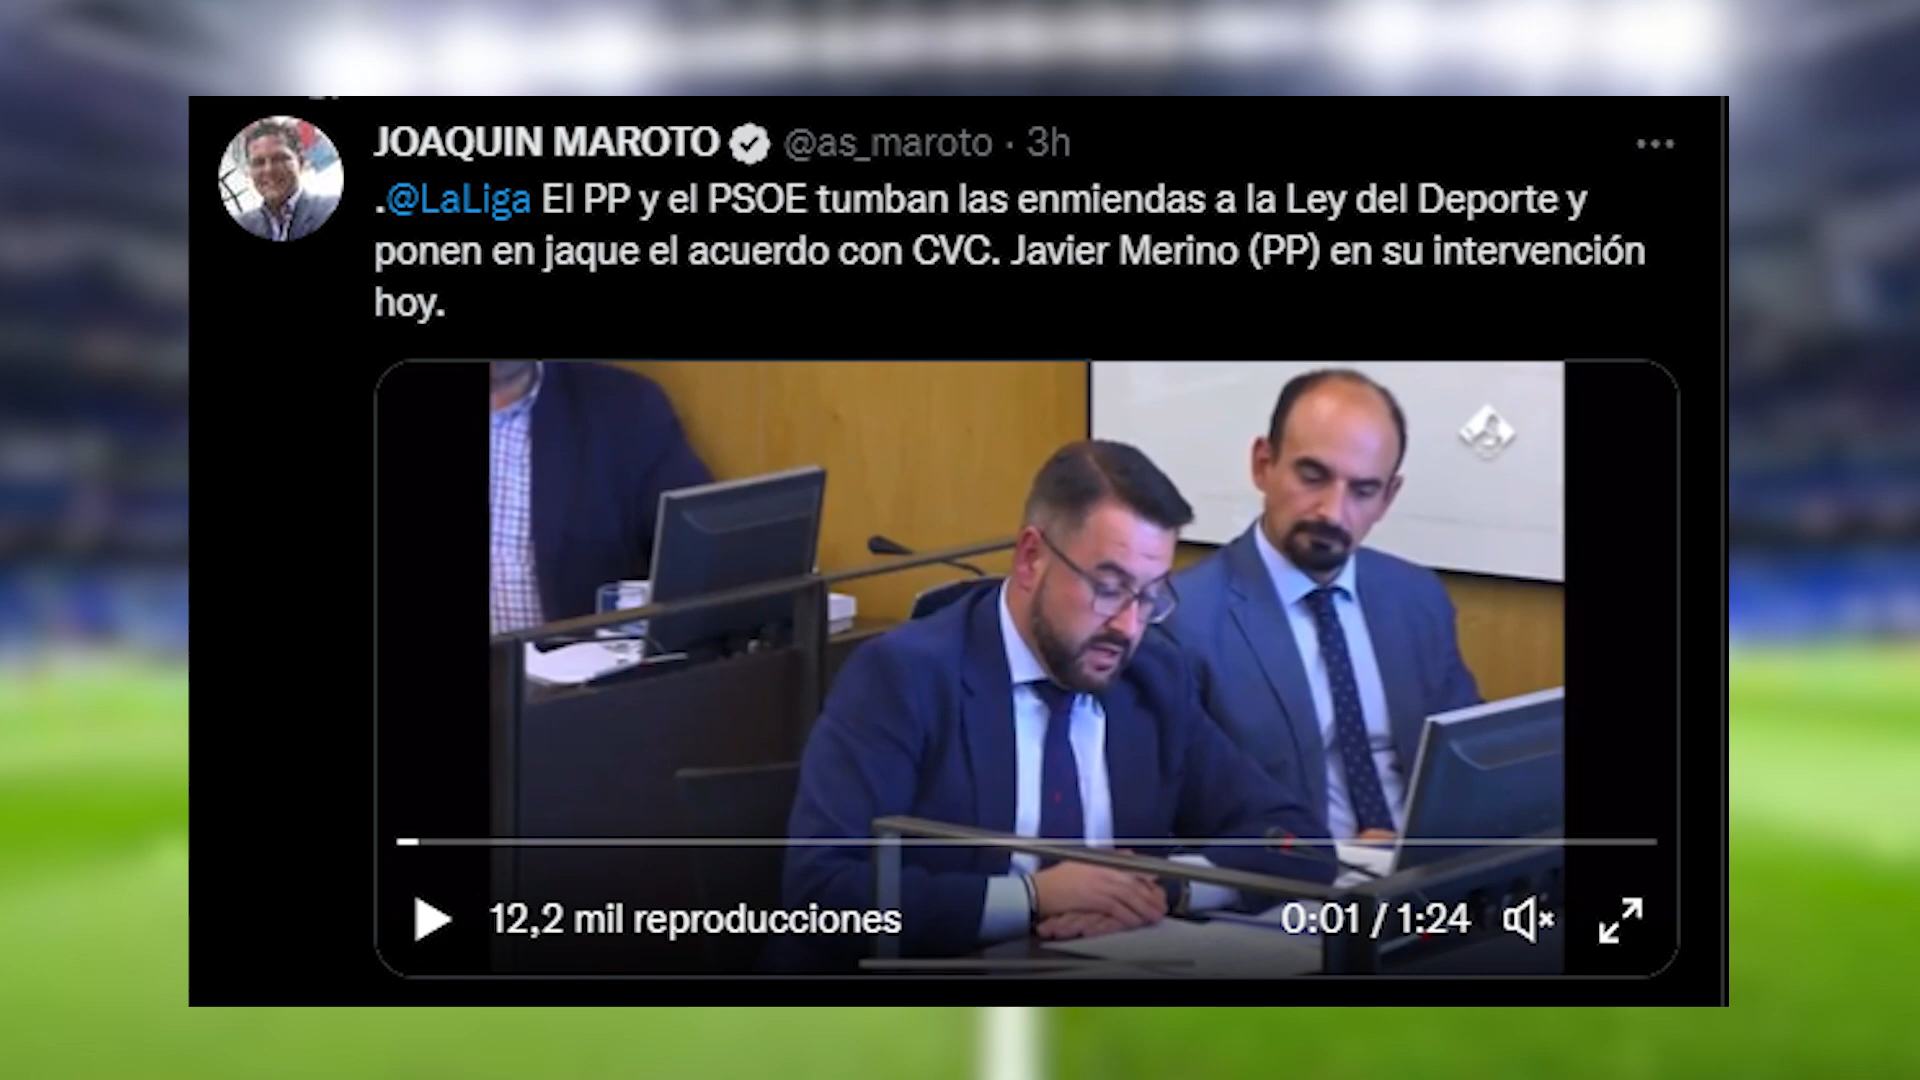 JOAQUIN MAROTO @as_maroto · 3h
.@LaLiga El PP y el PSOE tumban las enmiendas a la Ley del Deporte y
ponen en jaque el acuerdo con CVC. Javier Merino (PP) en su intervención
hoy.
12,2 mil reproducciones
0:01 / 1:24